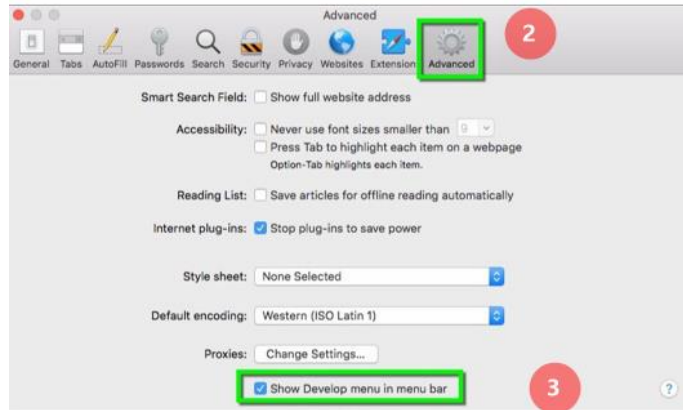 Advanced
2
General Tabs AutoFill Passwords Search Security Privacy Websites Extension Advanced
Smart Search Field: Show full website address
Accessibility: Never use font sizes smaller than 9
Press Tab to highlight each item on a webpage
Option-Tab highlights each item.
Reading List: Save articles for offline reading automatically
Internet plug-ins: Stop plug-ins to save power
Style sheet: None Selected
Default encoding: Western (ISO Latin 1)
Proxies: Change Settings...
Show Develop menu in menu bar
3
?